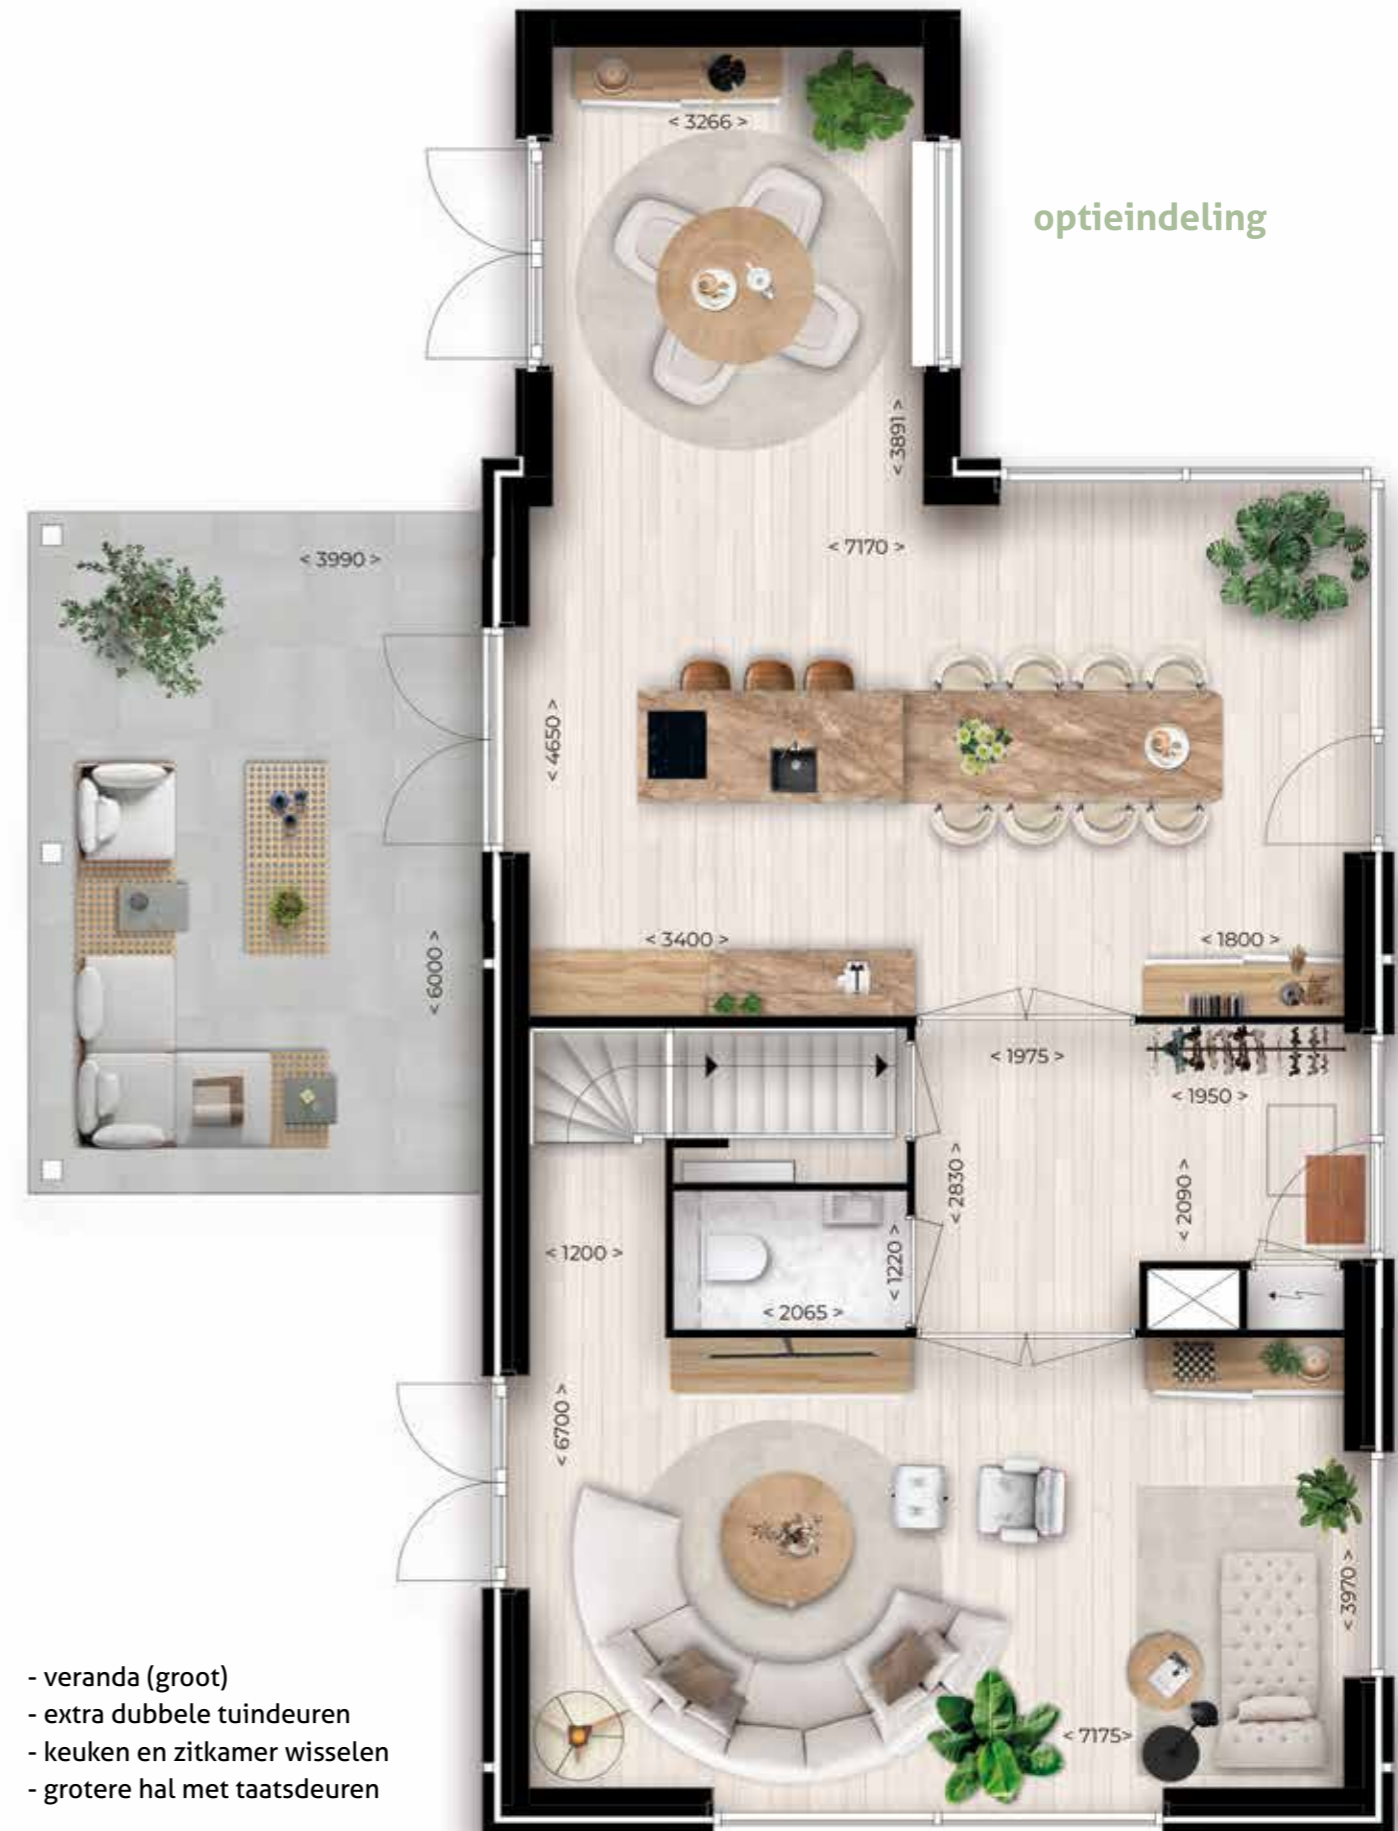 < 3266 >
optieindeling
< 3891 >
< 7170 >
< 3990 >
< 4650 >
< 6000 >
< 3400 >
< 1800 >
< 1975 >
< 1950 >
< 2830 >
< 2090 >
< 1200 >
< 1220 >
< 2065 >
< 6700 >
< 3970 >
< 7175>
- veranda (groot)
- extra dubbele tuindeuren
- keuken en zitkamer wisselen
- grotere hal met taatsdeuren